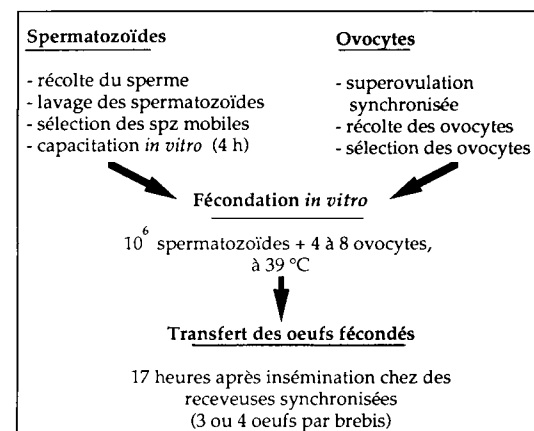 Spermatozoïdes
- récolte du sperme
- lavage des spermatozoïdes
- sélection des spz mobiles
- capacitation in vitro (4 h)
Ovocytes
- superovulation
synchronisée
- récolte des ovocytes
- sélection des ovocytes
Fécondation in vitro
10⁶ spermatozoïdes + 4 à 8 ovocytes,
à 39 °C
Transfert des oeufs fécondés
17 heures après insémination chez des
receveuses synchronisées
(3 ou 4 oeufs par brebis)